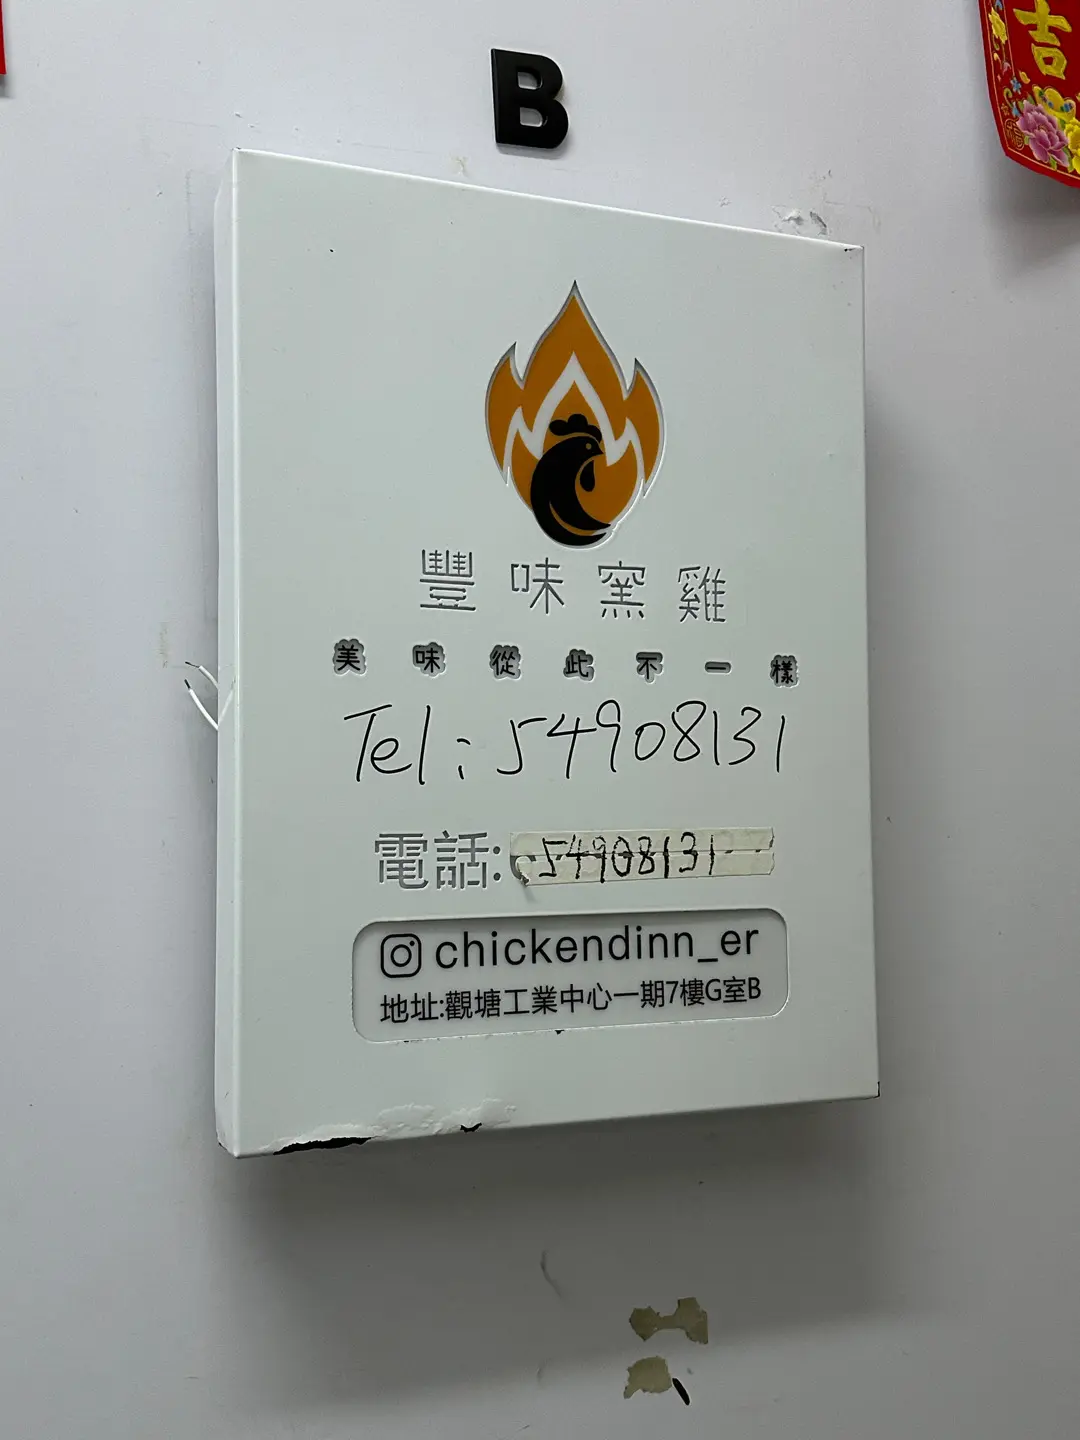 B
吉
豐味窯雞
美味從此不一樣
Tel:54908131
電話:54908131
chickendinn_er
地址:觀塘工業中心一期7樓G室B